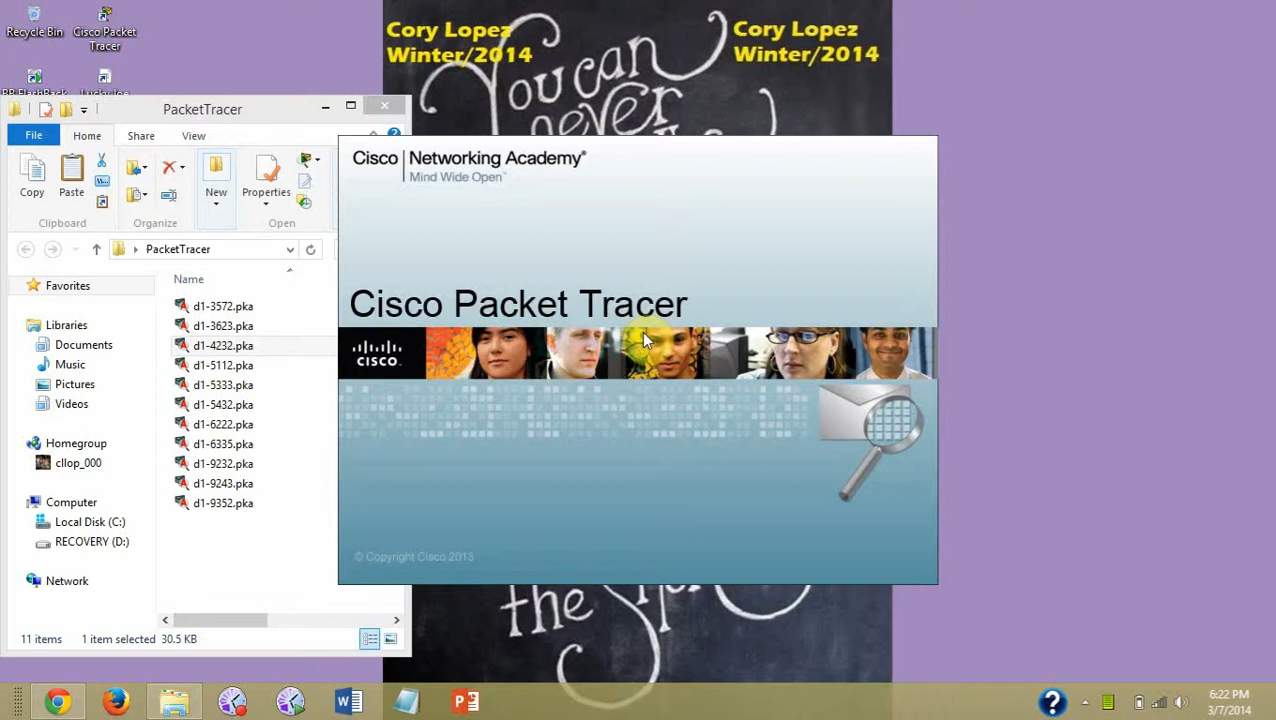 Recycle Bin
Cisco Packet
Tracer
Cory Lopez
Winter/2014
Cory Lopez
Winter/2014
You can
never
PacketTracer
File
Home
Share
View
Copy
Paste
New
Properties
Clipboard
Organize
Open
PacketTracer
Name
Favorites
Libraries
Documents
Music
Pictures
Videos
Homegroup
cllop_000
Computer
Local Disk (C:)
RECOVERY (D:)
Network
d1-3572.pka
d1-3623.pka
d1-4232.pka
d1-5112.pka
d1-5333.pka
d1-5432.pka
d1-6222.pka
d1-6335.pka
d1-9232.pka
d1-9243.pka
d1-9352.pka
11 items
1 item selected 30.5 KB
Cisco Networking Academy®
Mind Wide Open™
Cisco Packet Tracer
CISCO.
© Copyright Cisco 2013
the
6:22 PM
3/7/2014